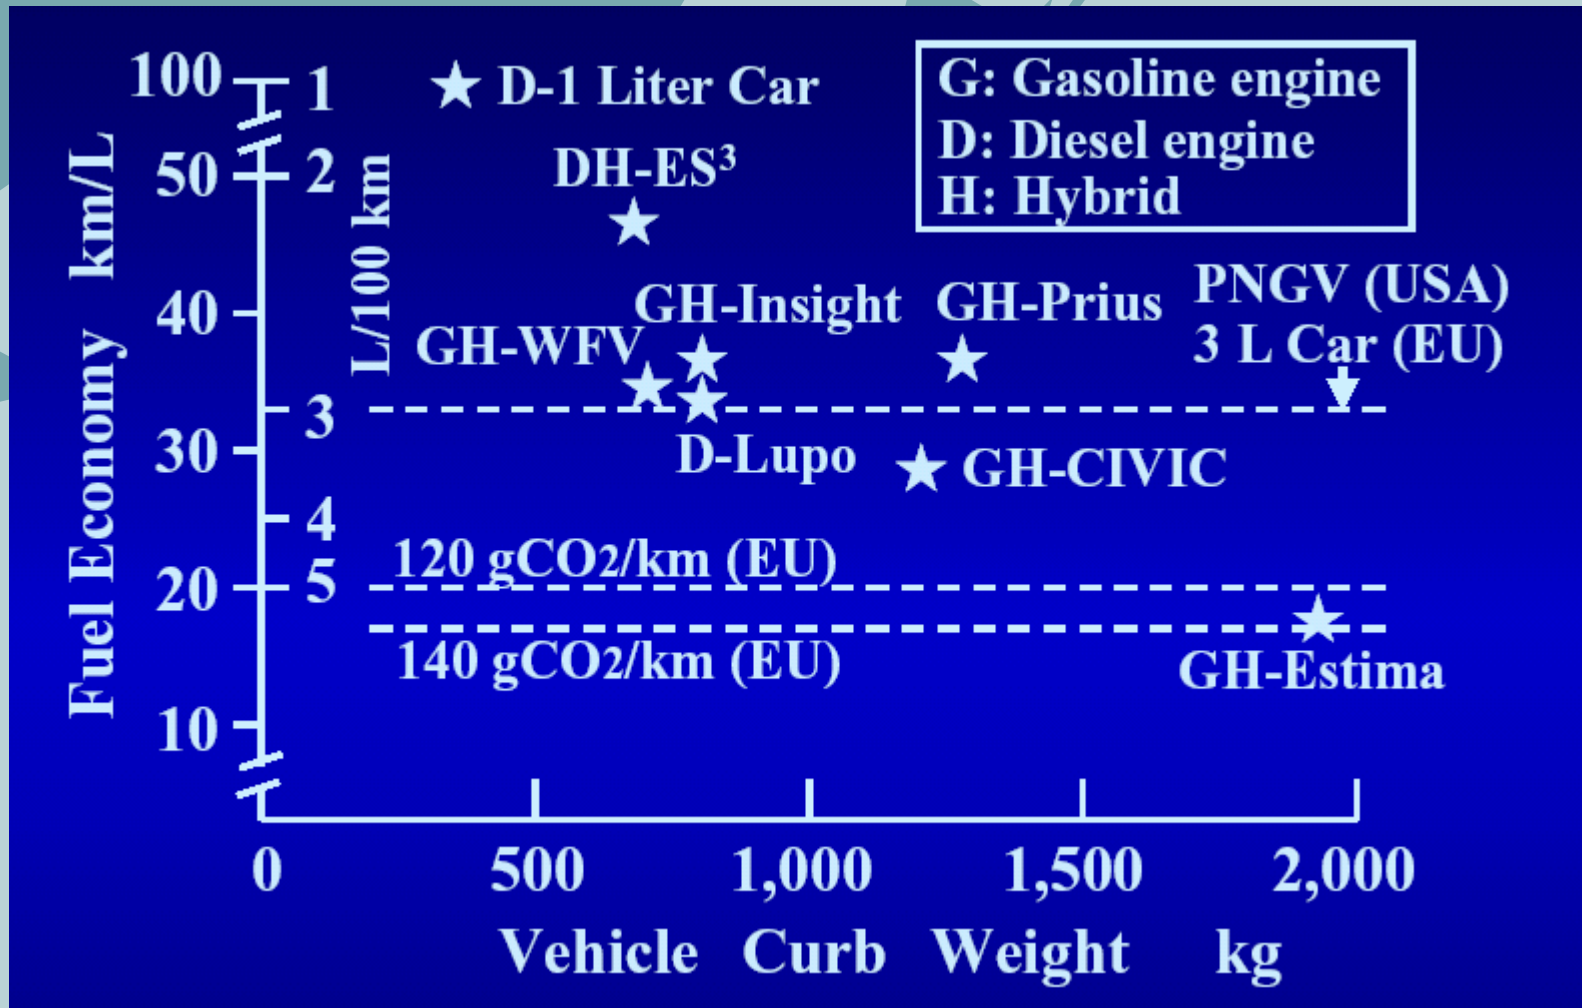 100
1
D-1 Liter Car
G: Gasoline engine
D: Diesel engine
H: Hybrid
50
2
DH-ES³
Fuel Economy km/L
L/100 km
40
GH-Insight
GH-Prius
PNGV (USA)
3 L Car (EU)
GH-WFV
3
30
D-Lupo
GH-CIVIC
4
120 gCO2/km (EU)
20
5
140 gCO2/km (EU)
GH-Estima
10
0
500
1,000
1,500
2,000
Vehicle Curb Weight kg